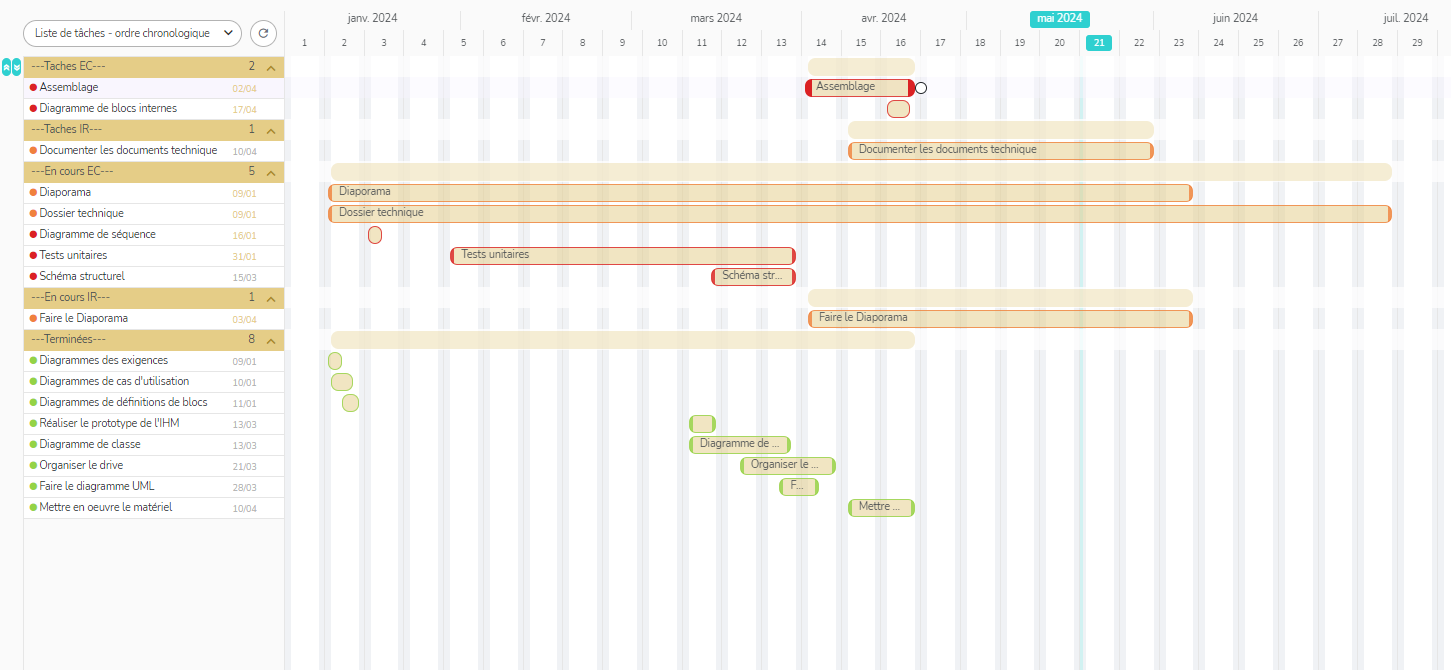 Liste de tâches - ordre chronologique
janv. 2024 févr. 2024 mars 2024 avr. 2024 mai 2024 juin 2024 juil. 2024
1 2 3 4 5 6 7 8 9 10 11 12 13 14 15 16 17 18 19 20 21 22 23 24 25 26 27 28 29
---Taches EC--- 2
Assemblage 02/04 Assemblage
Diagramme de blocs internes 17/04
---Taches IR--- 1
Documenter les documents technique 10/04 Documenter les documents technique
---En cours EC--- 5
Diaporama 09/01 Diaporama
Dossier technique 09/01 Dossier technique
Diagramme de séquence 16/01
Tests unitaires 31/01 Tests unitaires
Schéma structurel 15/03 Schéma str...
---En cours IR--- 1
Faire le Diaporama 03/04 Faire le Diaporama
---Terminées--- 8
Diagrammes des exigences 09/01
Diagrammes de cas d'utilisation 10/01
Diagrammes de définitions de blocs 11/01
Réaliser le prototype de l'IHM 13/03
Diagramme de classe 13/03 Diagramme de ...
Organiser le drive 21/03 Organiser le ...
Faire le diagramme UML 28/03 F...
Mettre en oeuvre le matériel 10/04 Mettre ...